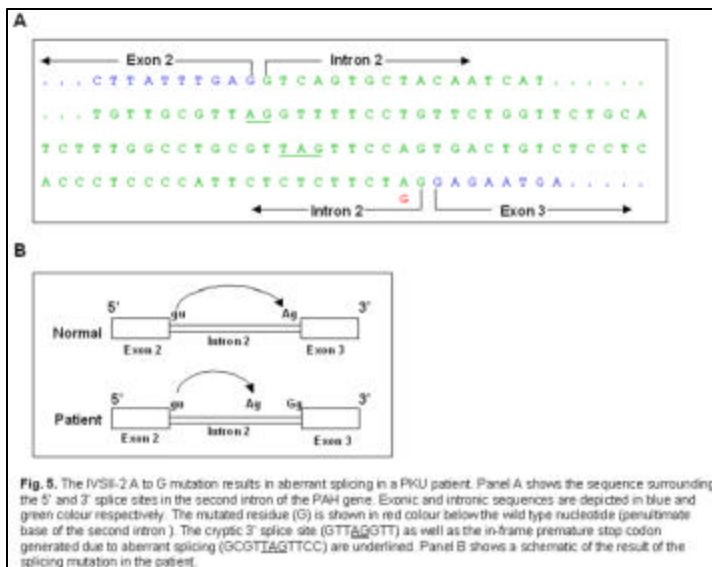 A
Exon 2 Intron 2
. . . C T T A T T T G A G G T C A G T G C T A C A A T C A T . . . . . .
. . . T G T T G C G T T A G G T T T T C C T G T T C T G G T T C T G C A
T C T T T G G C C T G C G T T A G T T C C A G T G A C T G T C T C C T C
A C C C T C C C C A T T C T C T C T T C T A G G A G A A T G A . . . . .
G
Intron 2 Exon 3
B
5' 3'
gu Ag
Normal
Exon 2 Intron 2 Exon 3
5' 3'
gu Ag Gg
Patient
Exon 2 Intron 2 Exon 3
Fig. 5. The IVSII-2 A to G mutation results in aberrant splicing in a PKU patient. Panel A shows the sequence surrounding
the 5' and 3' splice sites in the second intron of the PAH gene. Exonic and intronic sequences are depicted in blue and
green colour respectively. The mutated residue (G) is shown in red colour below the wild type nucleotide (penultimate
base of the second intron ). The cryptic 3' splice site (GTTAGGTT) as well as the in-frame premature stop codon
generated due to aberrant splicing (GCGTTAGTTCC) are underlined. Panel B shows a schematic of the result of the
splicing mutation in the patient.